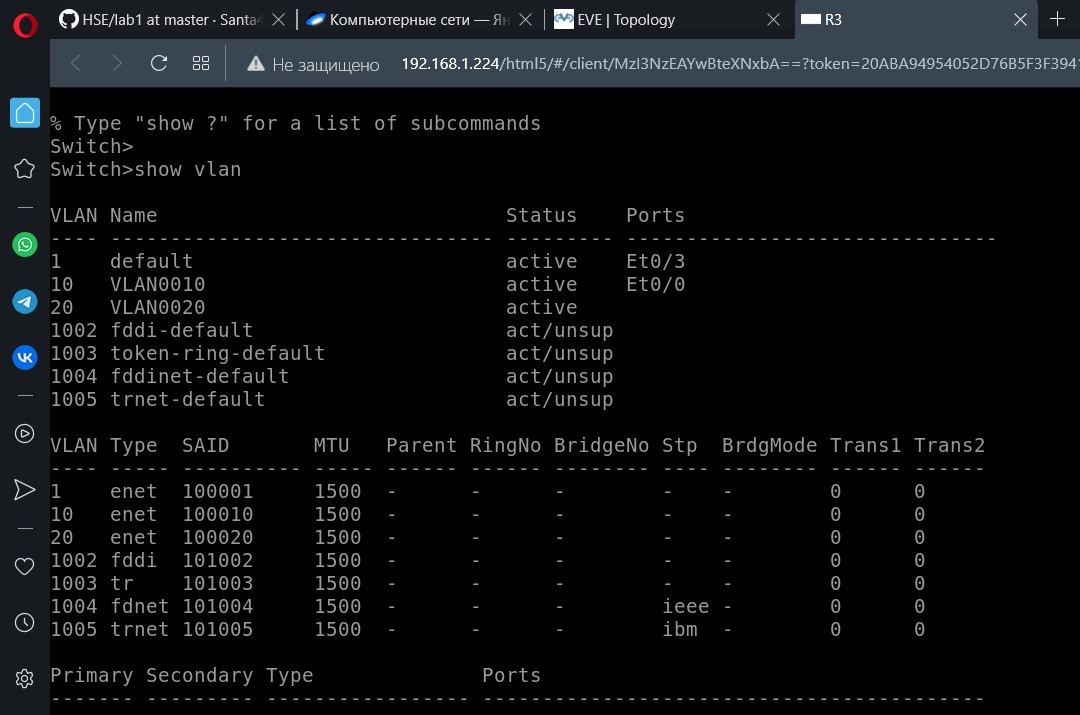 HSE/lab1 at master · Santa4
Компьютерные сети — Ян
EVE | Topology
R3
Не защищено
192.168.1.224/html5/#/client/MzI3NzEAYwBteXNxbA==?token=20ABA94954052D76B5F3F3941
% Type "show ?" for a list of subcommands
Switch>
Switch>show vlan
VLAN Name                                 Status    Ports
---- -------------------------------- --------- -------------------------------
1    default                              active    Et0/3
10   VLAN0010                             active    Et0/0
20   VLAN0020                             active
1002 fddi-default                         act/unsup
1003 token-ring-default                   act/unsup
1004 fddinet-default                      act/unsup
1005 trnet-default                        act/unsup
VLAN Type  SAID       MTU   Parent RingNo BridgeNo Stp  BrdgMode Trans1 Trans2
---- ----- ---------- ----- ------ ------ -------- ---- -------- ------ ------
1    enet  100001     1500  -      -      -        -    -        0      0
10   enet  100010     1500  -      -      -        -    -        0      0
20   enet  100020     1500  -      -      -        -    -        0      0
1002 fddi  101002     1500  -      -      -        -    -        0      0
1003 tr    101003     1500  -      -      -        -    -        0      0
1004 fdnet 101004     1500  -      -      -        ieee -        0      0
1005 trnet 101005     1500  -      -      -        ibm  -        0      0
Primary Secondary Type              Ports
------- --------- ----------------- ------------------------------------------